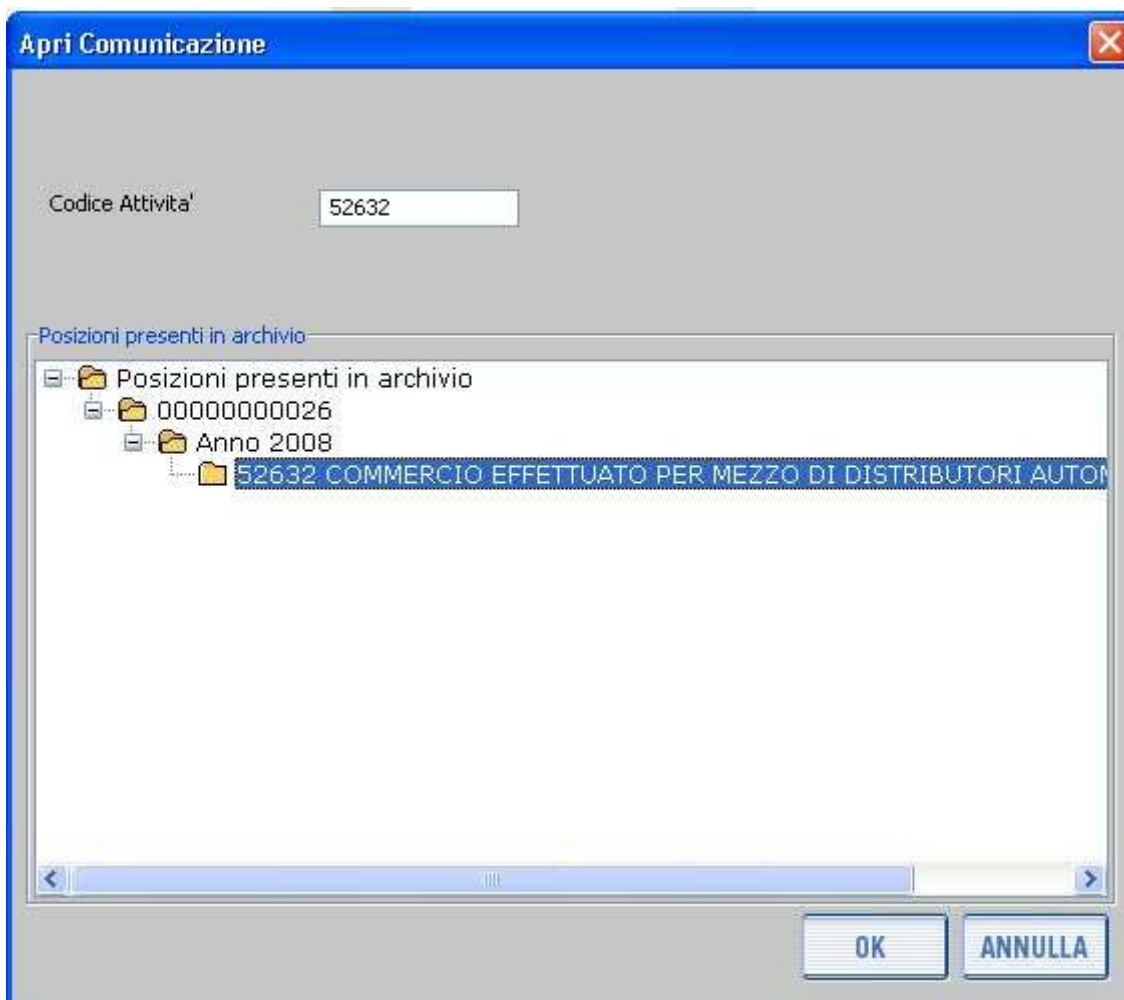 Apri Comunicazione
Codice Attivita'
52632
Posizioni presenti in archivio
Posizioni presenti in archivio
00000000026
Anno 2008
52632 COMMERCIO EFFETTUATO PER MEZZO DI DISTRIBUTORI AUTOM
OK
ANNULLA